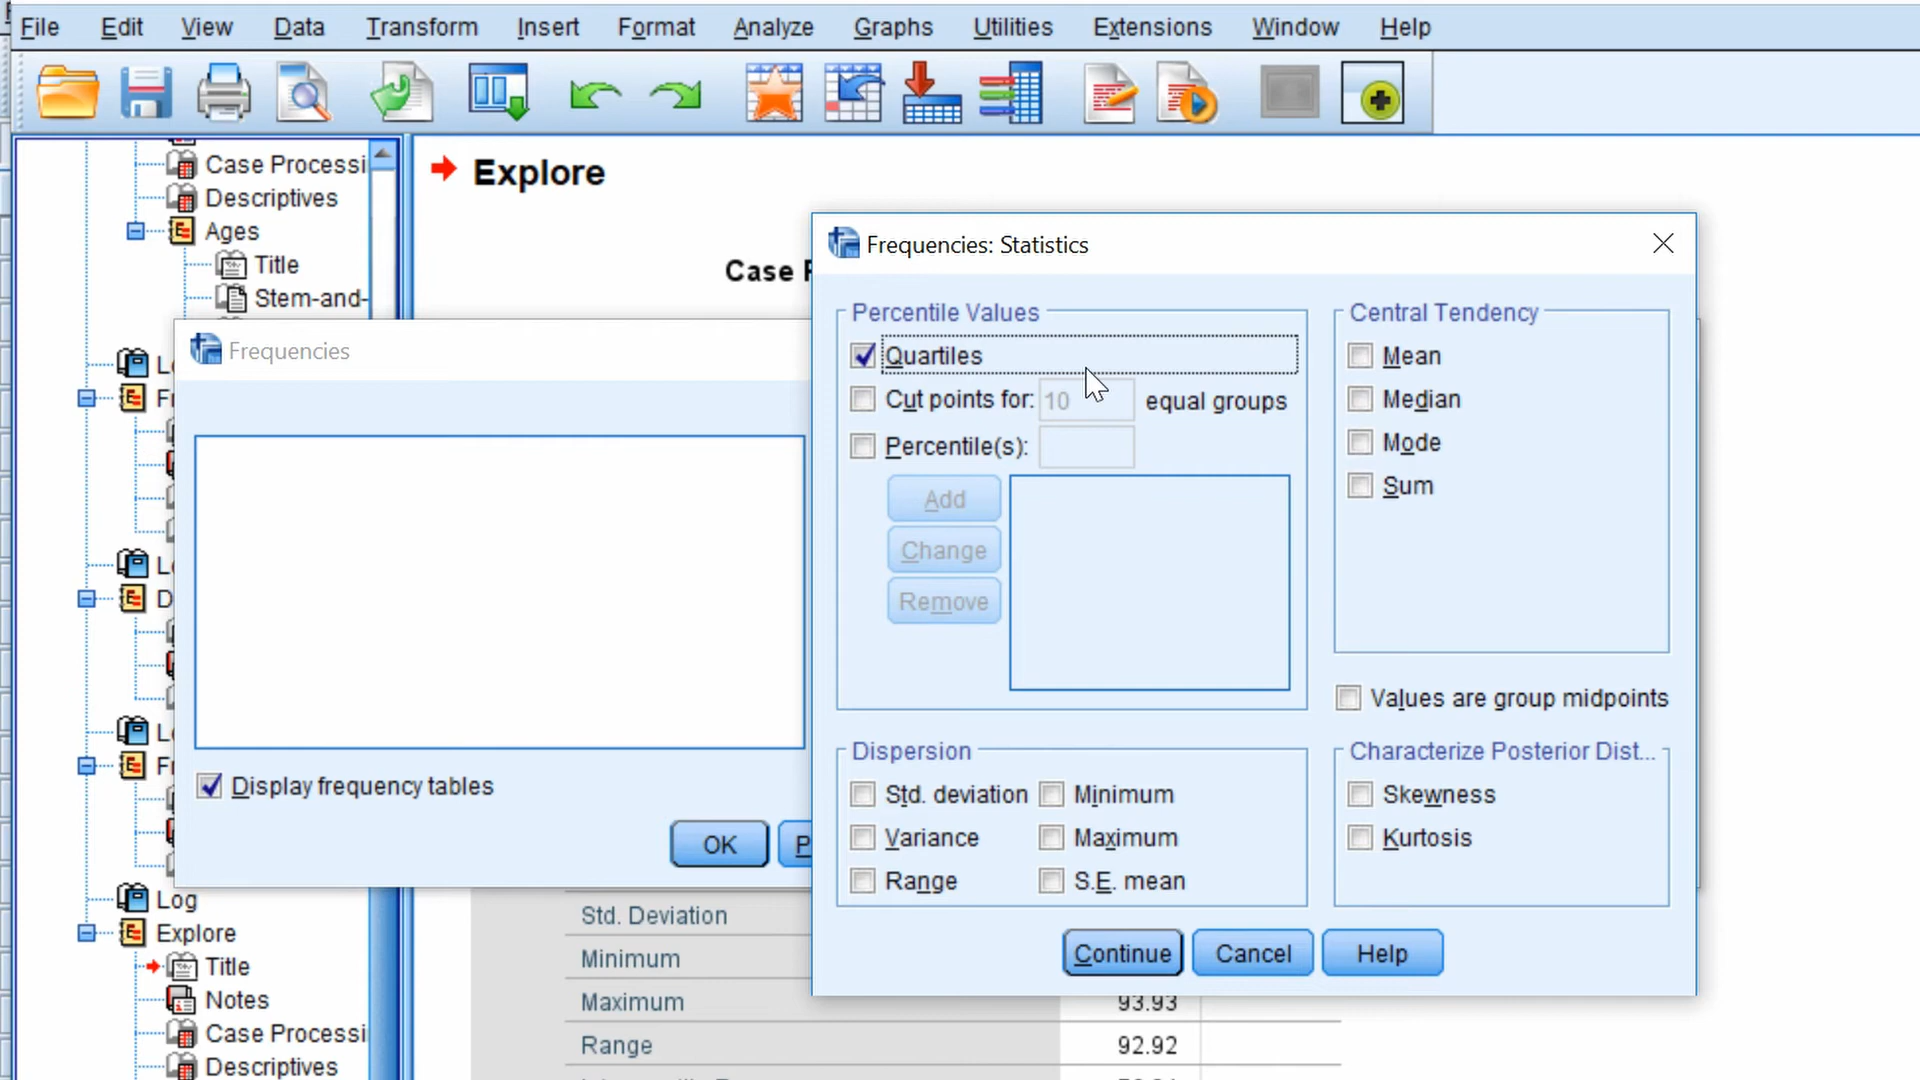 File Edit View Data Transform Insert Format Analyze Graphs Utilities Extensions Window Help
Case Processi
Descriptives
Ages
Title
Stem-and-
Log
Explore
Title
Notes
Case Processi
Descriptives
Explore
Case
Frequencies
Display frequency tables
OK
P
Std. Deviation
Minimum
Maximum 93.93
Range 92.92
Frequencies: Statistics
Percentile Values
Quartiles
Cut points for: 10 equal groups
Percentile(s):
Add
Change
Remove
Central Tendency
Mean
Median
Mode
Sum
Values are group midpoints
Dispersion
Std. deviation Minimum
Variance Maximum
Range S.E. mean
Characterize Posterior Dist...
Skewness
Kurtosis
Continue Cancel Help